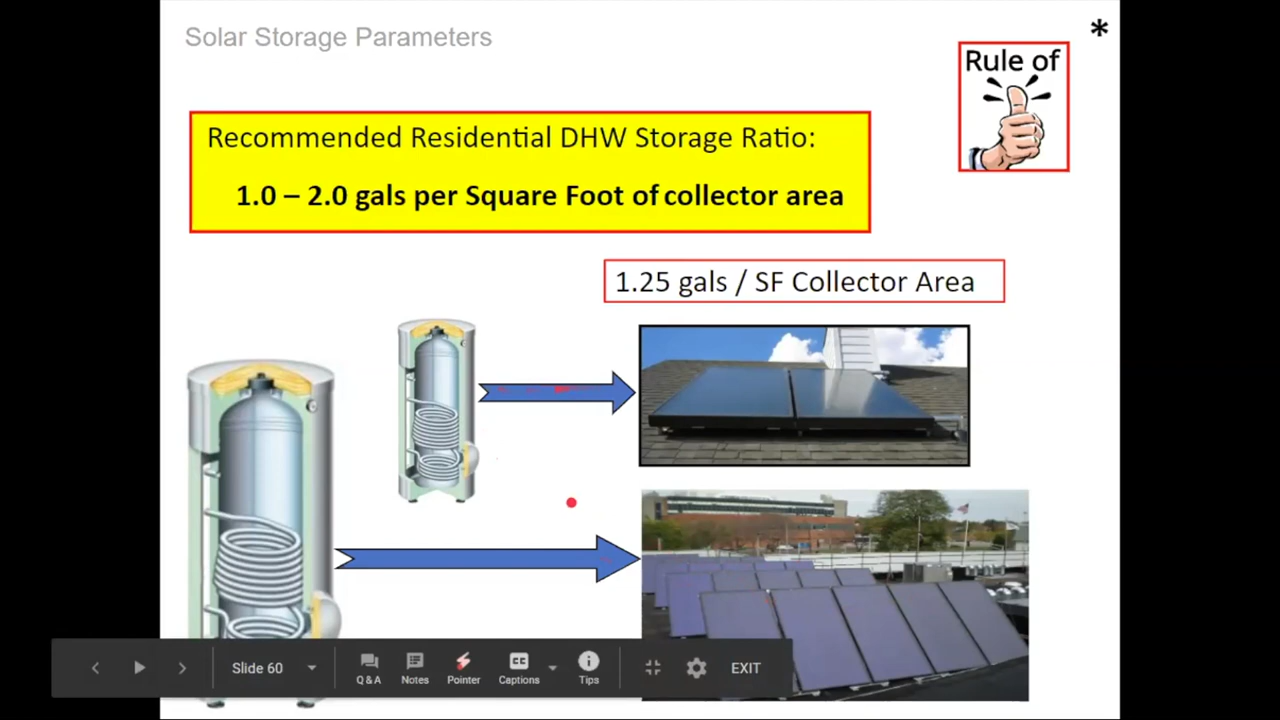 Solar Storage Parameters
*
Rule of
Recommended Residential DHW Storage Ratio:
1.0 – 2.0 gals per Square Foot of collector area
1.25 gals / SF Collector Area
Slide 60
Q & A
Notes
Pointer
CC
Captions
Tips
EXIT